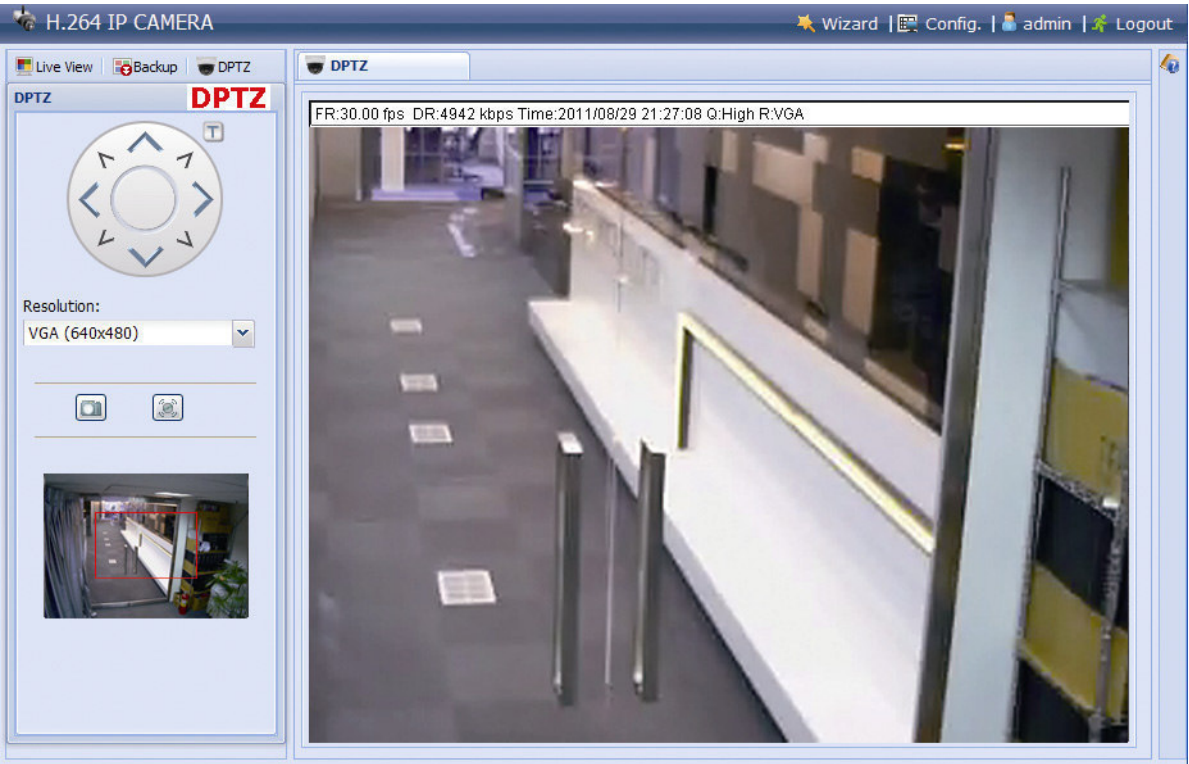 H.264 IP CAMERA
Wizard | Config. | admin | Logout
Live View | Backup | DPTZ
DPTZ
DPTZ
T
Resolution:
VGA (640x480)
DPTZ
FR:30.00 fps DR:4942 kbps Time:2011/08/29 21:27:08 Q:High R:VGA